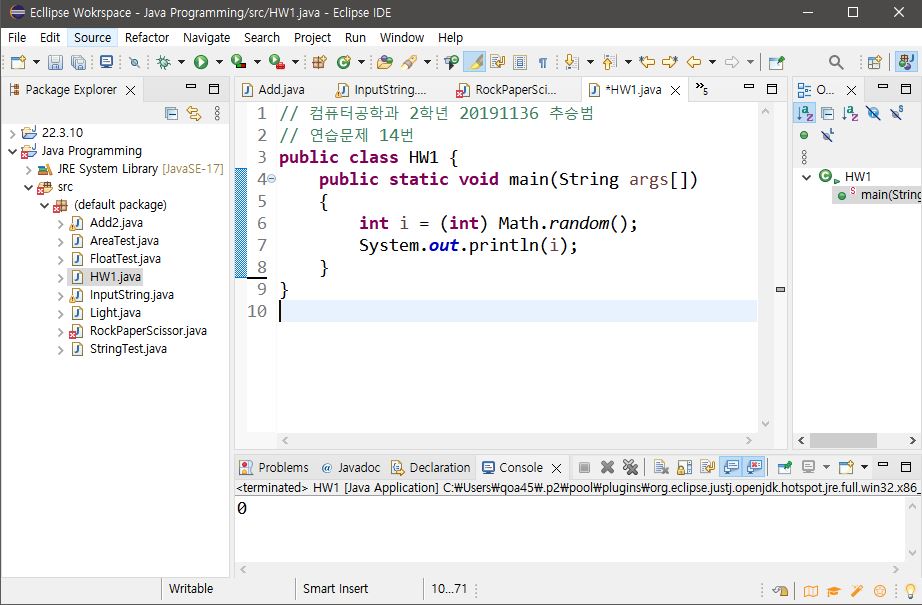 Ecllipse Wokrspace - Java Programming/src/HW1.java - Eclipse IDE
File Edit Source Refactor Navigate Search Project Run Window Help
Package Explorer
22.3.10
Java Programming
JRE System Library [JavaSE-17]
src
(default package)
Add2.java
AreaTest.java
FloatTest.java
HW1.java
InputString.java
Light.java
RockPaperScissor.java
StringTest.java
Add.java InputString.... RockPaperSci... *HW1.java »5
1 // 컴퓨터공학과 2학년 20191136 추승범
2 // 연습문제 14번
3 public class HW1 {
4 public static void main(String args[])
5 {
6 int i = (int) Math.random();
7 System.out.println(i);
8 }
9 }
10
O...
HW1
main(String
Problems Javadoc Declaration Console
<terminated> HW1 [Java Application] C:₩Users₩qoa45₩.p2₩pool₩plugins₩org.eclipse.justj.openjdk.hotspot.jre.full.win32.x86_
0
Writable Smart Insert 10...71